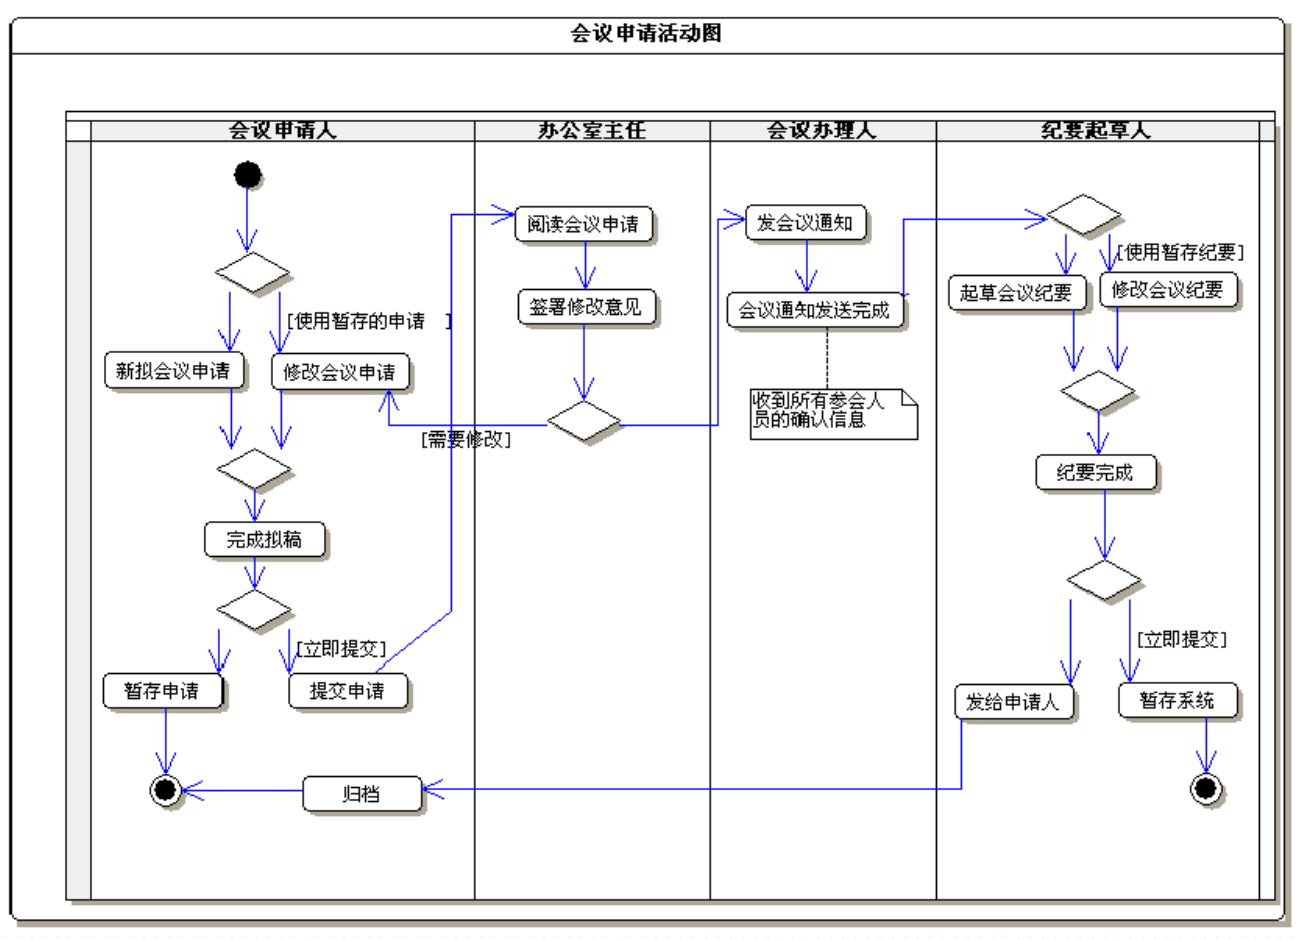 会议申请活动图
会议申请人
办公室主任
会议办理人
纪要起草人
[使用暂存的申请 ]
新拟会议申请
修改会议申请
完成拟稿
[立即提交]
暂存申请
提交申请
归档
阅读会议申请
签署修改意见
[需要修改]
发会议通知
会议通知发送完成
收到所有参会人
员的确认信息
[使用暂存纪要]
起草会议纪要
修改会议纪要
纪要完成
[立即提交]
发给申请人
暂存系统